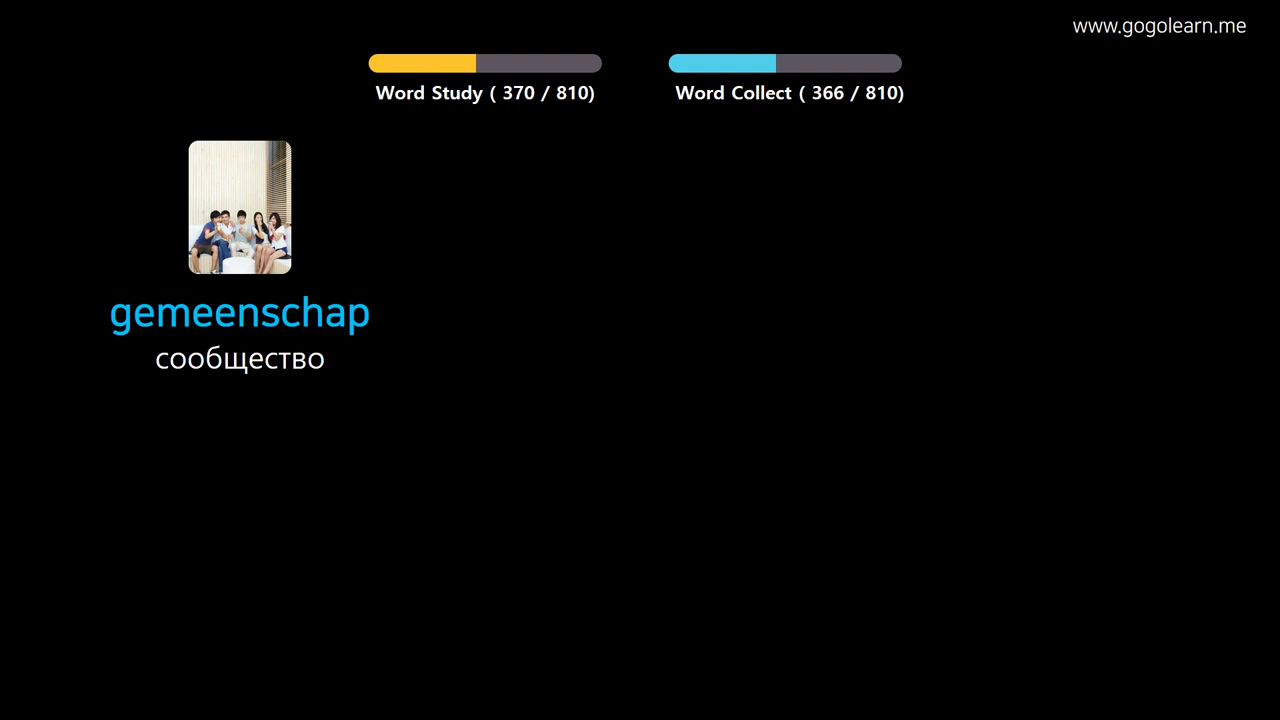 www.gogolearn.me
Word Study ( 370 / 810)
Word Collect ( 366 / 810)
gemeenschap
сообщество